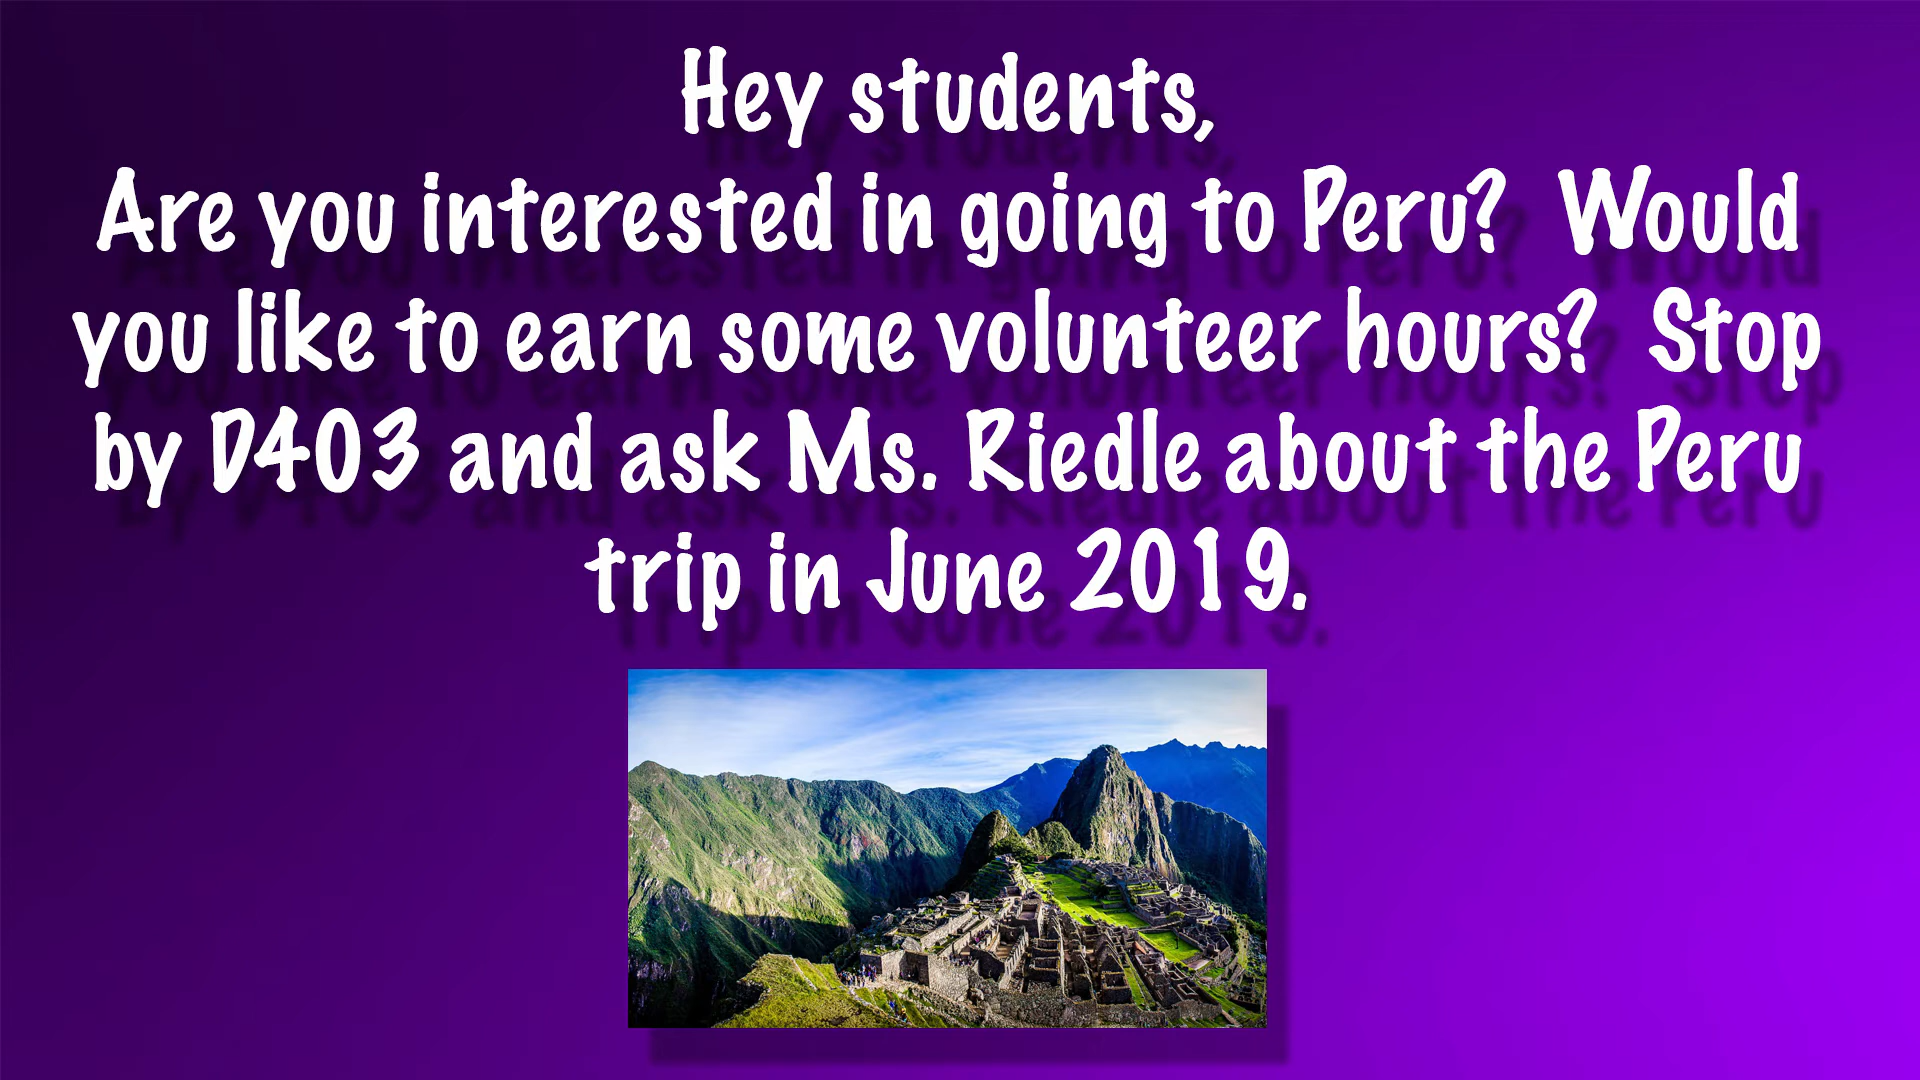 Hey students,
Are you interested in going to Peru?  Would
you like to earn some volunteer hours?  Stop
by D403 and ask Ms. Riedle about the Peru
trip in June 2019.